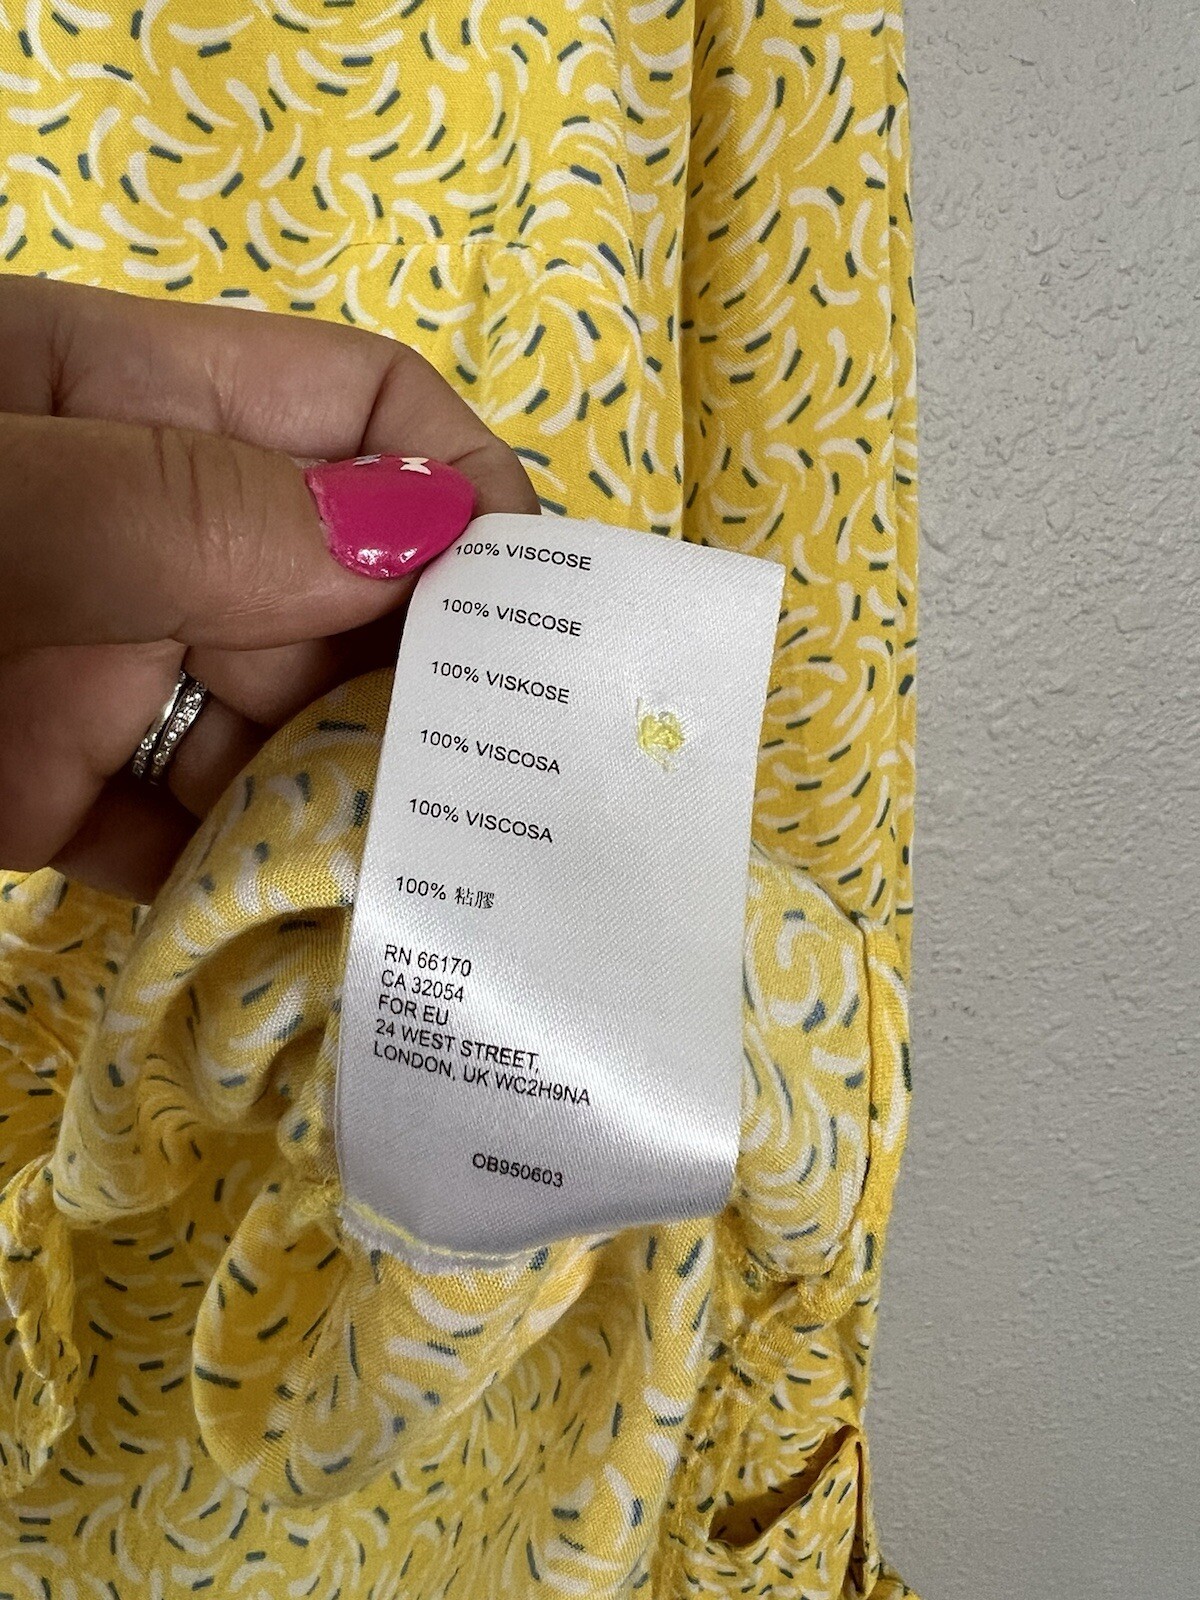 100% VISCOSE
100% VISCOSE
100% VISKOSE
100% VISCOSA
100% VISCOSA
100% 粘膠
RN 66170
CA 32054
FOR EU
24 WEST STREET,
LONDON, UK WC2H9NA
OB950603